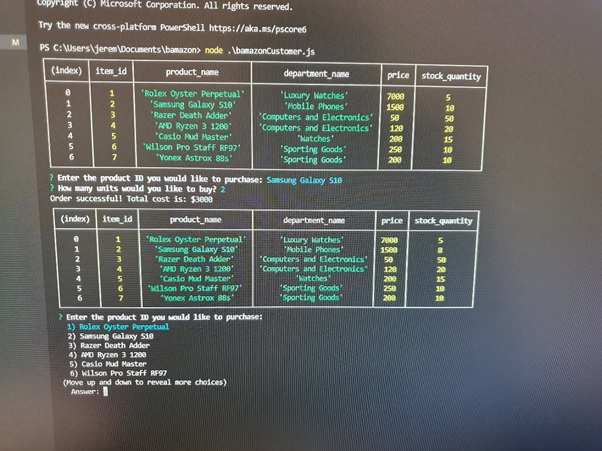 Copyright (C) Microsoft Corporation. All rights reserved.
Try the new cross-platform PowerShell https://aka.ms/pscore6
M
PS C:\Users\jerem\Documents\bamazon> node .\bamazonCustomer.js
(index) item_id product_name department_name price stock_quantity
0 1 'Rolex Oyster Perpetual' 'Luxury Watches' 7000 5
1 2 'Samsung Galaxy S10' 'Mobile Phones' 1500 10
2 3 'Razer Death Adder' 'Computers and Electronics' 50 50
3 4 'AMD Ryzen 3 1200' 'Computers and Electronics' 120 20
4 5 'Casio Mud Master' 'Watches' 200 15
5 6 'Wilson Pro Staff RF97' 'Sporting Goods' 250 10
6 7 'Yonex Astrox 88s' 'Sporting Goods' 200 10
? Enter the product ID you would like to purchase: Samsung Galaxy S10
? How many units would you like to buy? 2
Order successful! Total cost is: $3000
(index) item_id product_name department_name price stock_quantity
0 1 'Rolex Oyster Perpetual' 'Luxury Watches' 7000 5
1 2 'Samsung Galaxy S10' 'Mobile Phones' 1500 8
2 3 'Razer Death Adder' 'Computers and Electronics' 50 50
3 4 'AMD Ryzen 3 1200' 'Computers and Electronics' 120 20
4 5 'Casio Mud Master' 'Watches' 200 15
5 6 'Wilson Pro Staff RF97' 'Sporting Goods' 250 10
6 7 'Yonex Astrox 88s' 'Sporting Goods' 200 10
? Enter the product ID you would like to purchase:
1) Rolex Oyster Perpetual
2) Samsung Galaxy S10
3) Razer Death Adder
4) AMD Ryzen 3 1200
5) Casio Mud Master
6) Wilson Pro Staff RF97
(Move up and down to reveal more choices)
Answer: